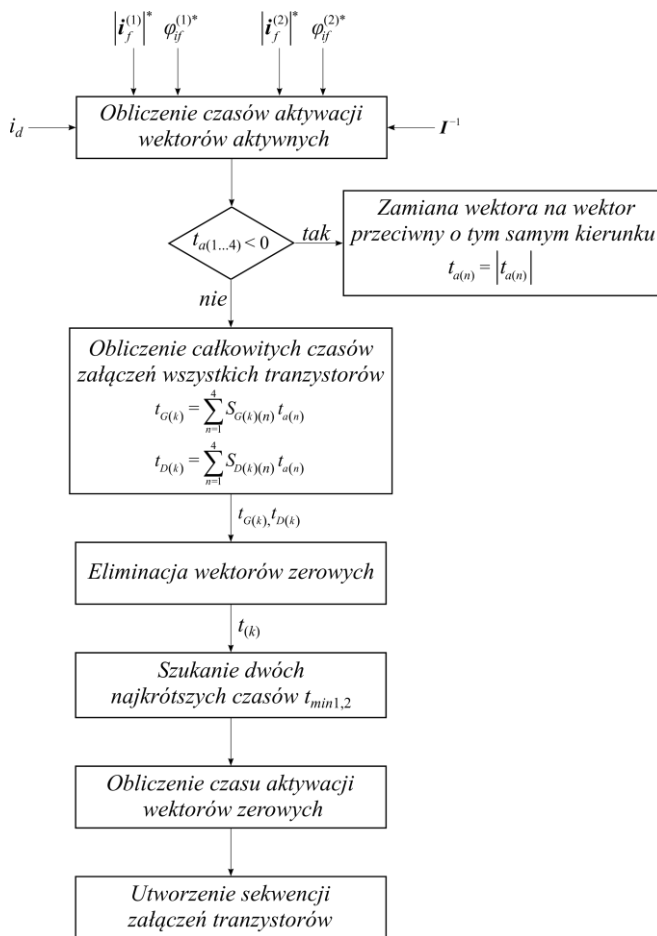 |i_f^(1)|* φ_if^(1)* |i_f^(2)|* φ_if^(2)*
i_d
Obliczenie czasów aktywacji
wektorów aktywnych
I^−1
t_a(1...4) < 0
tak
Zamiana wektora na wektor
przeciwny o tym samym kierunku
t_a(n) = |t_a(n)|
nie
Obliczenie całkowitych czasów
załączeń wszystkich tranzystorów
t_G(k) = ∑_{n=1}^{4} S_G(k)(n) t_a(n)
t_D(k) = ∑_{n=1}^{4} S_D(k)(n) t_a(n)
t_G(k), t_D(k)
Eliminacja wektorów zerowych
t_(k)
Szukanie dwóch
najkrótszych czasów t_min1,2
Obliczenie czasu aktywacji
wektorów zerowych
Utworzenie sekwencji
załączeń tranzystorów